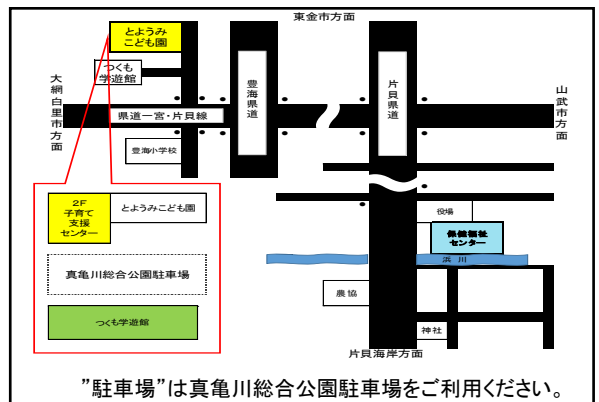 東金市方面
とようみ
こども園
つくも
学遊館
大網白里市方面
豊海県道
片貝県道
山武市方面
県道一宮・片貝線
豊海小学校
2F
子育て
支援
センター
とようみこども園
役場
保健福祉
センター
浜川
真亀川総合公園駐車場
農協
つくも学遊館
神社
片貝海岸方面
”駐車場”は真亀川総合公園駐車場をご利用ください。